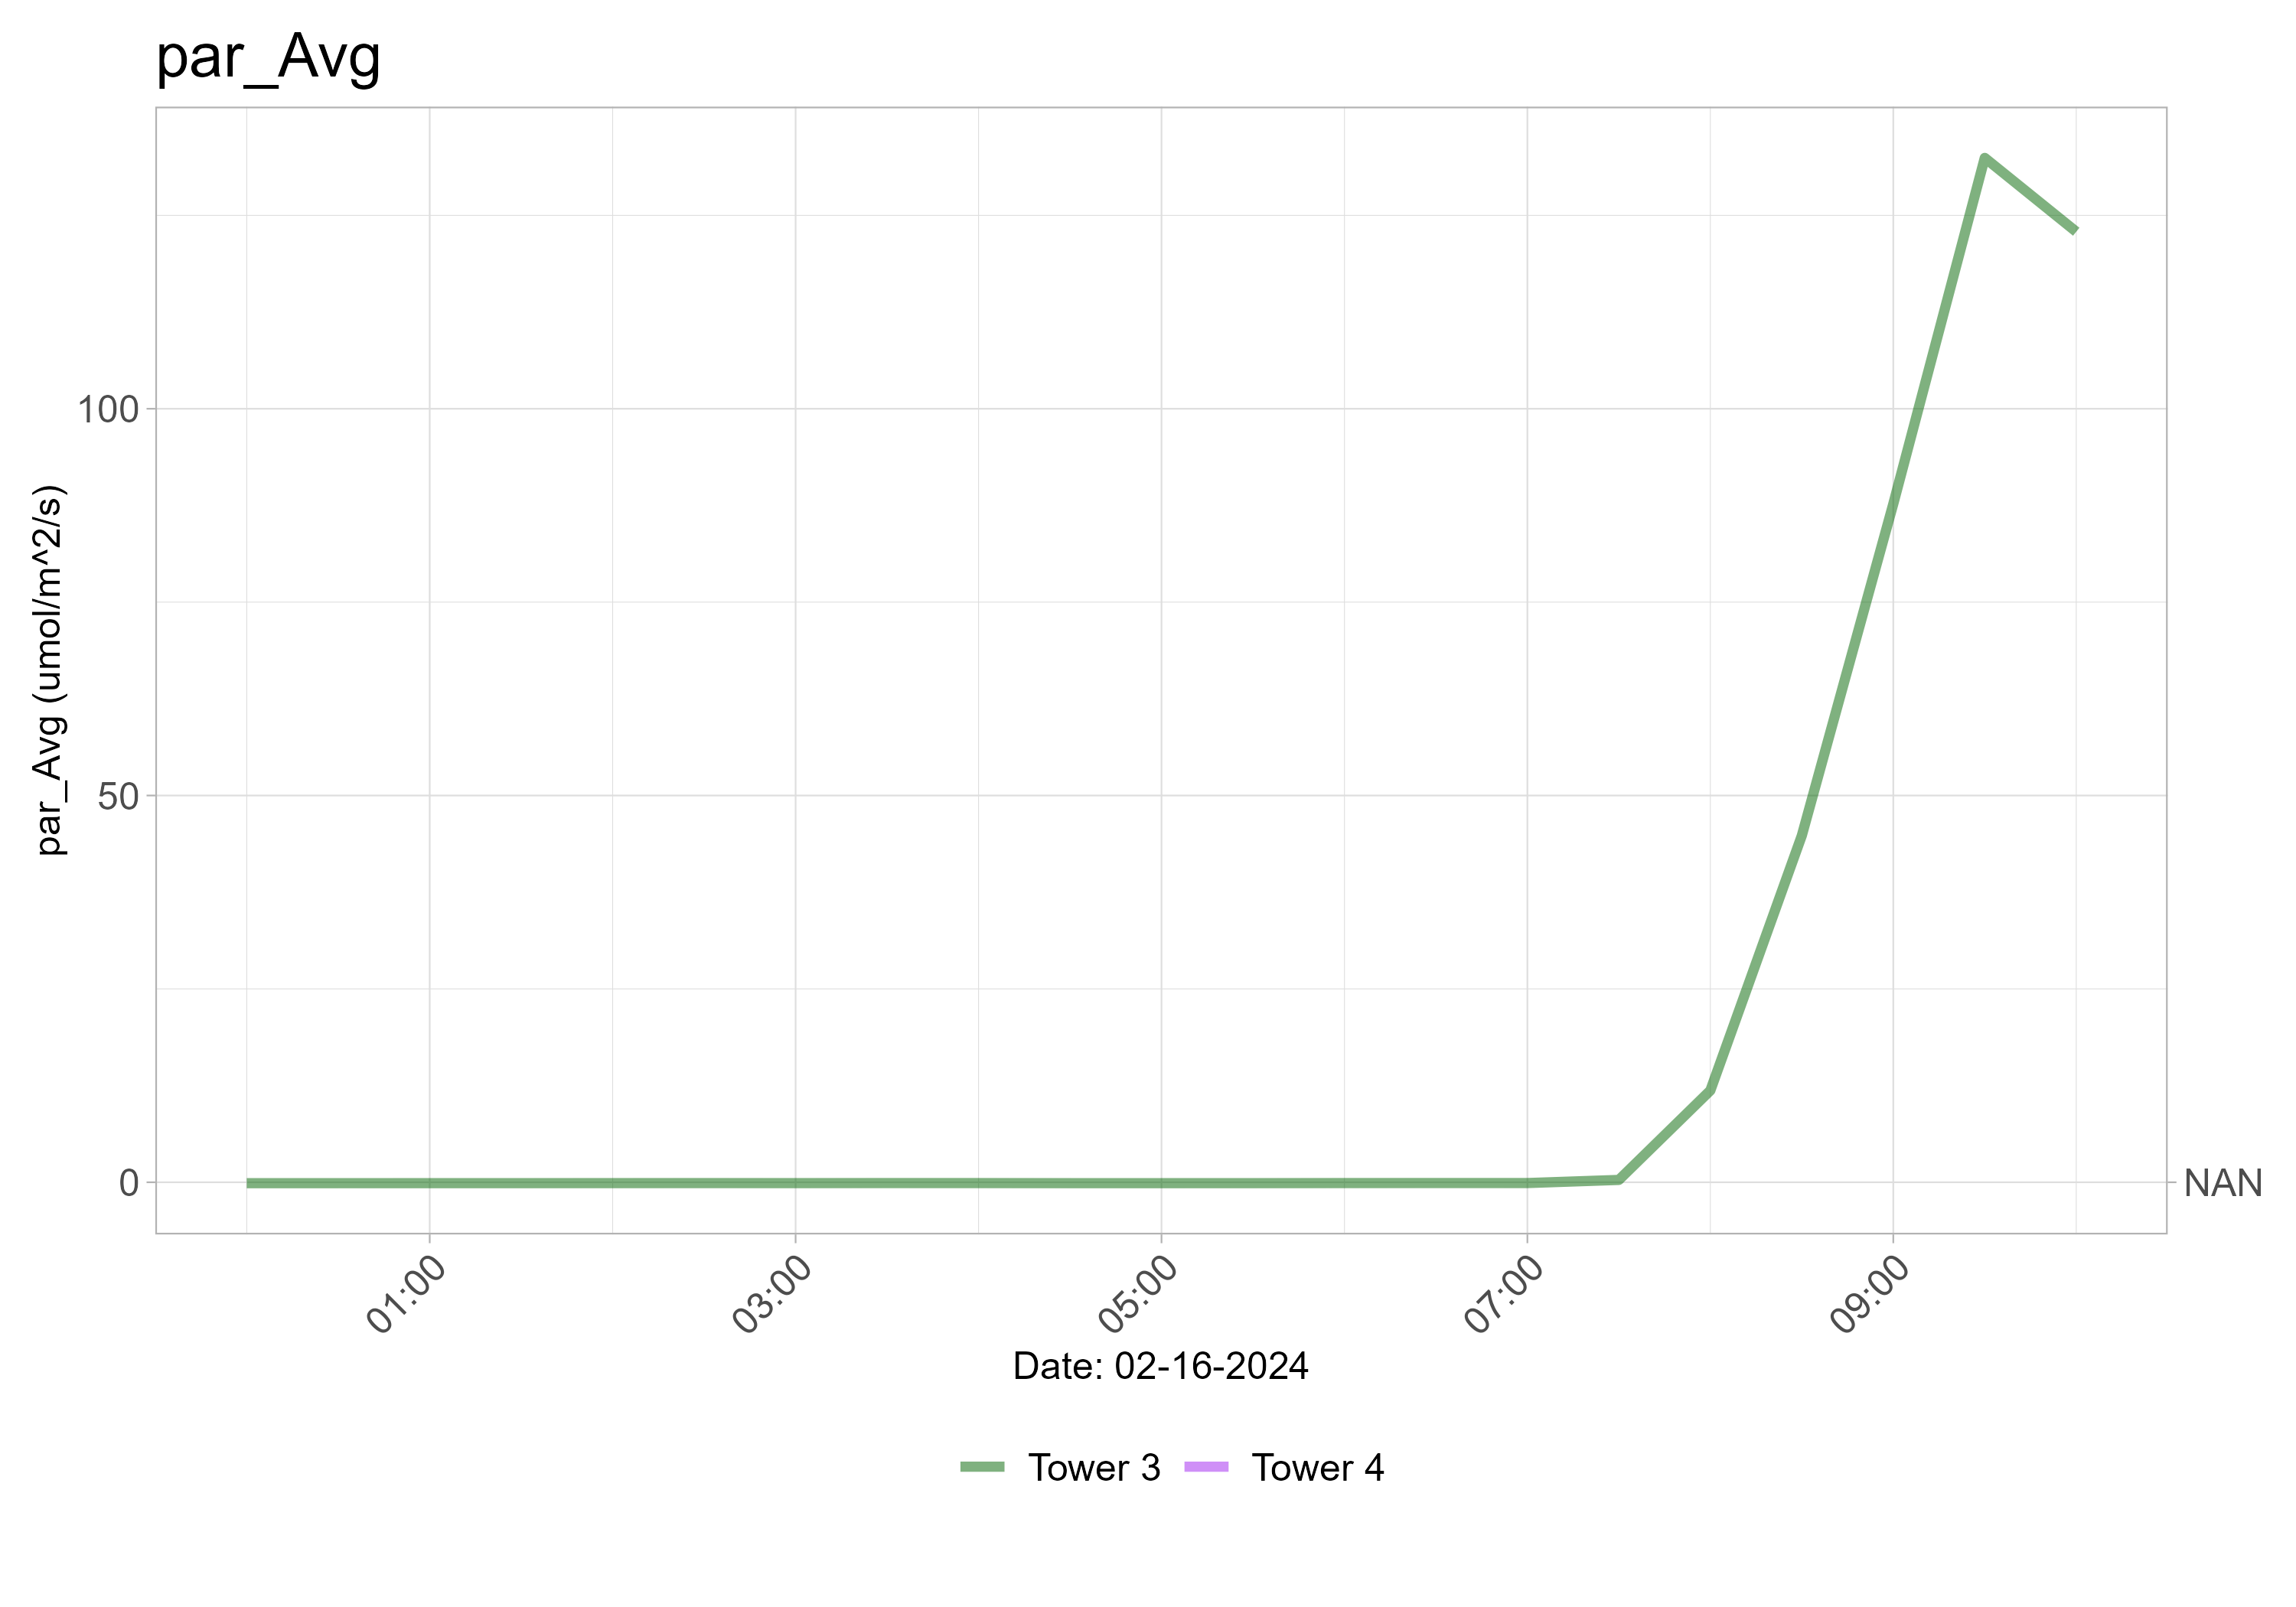 par_Avg
par_Avg (umol/m^2/s)
100
50
0
NAN
01:00
03:00
05:00
07:00
09:00
Date: 02-16-2024
Tower 3
Tower 4